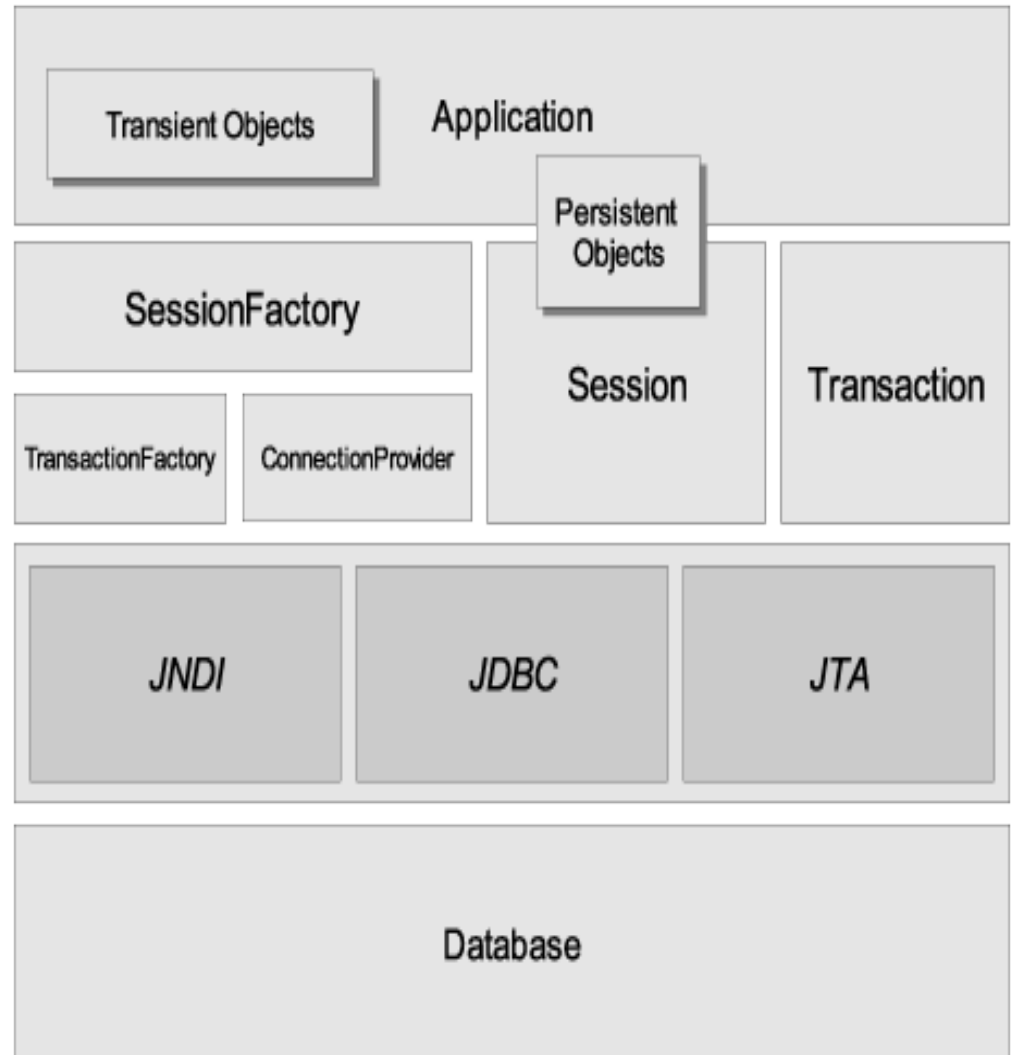 Transient Objects
Application
Persistent
Objects
SessionFactory
Session
Transaction
TransactionFactory
ConnectionProvider
JNDI
JDBC
JTA
Database